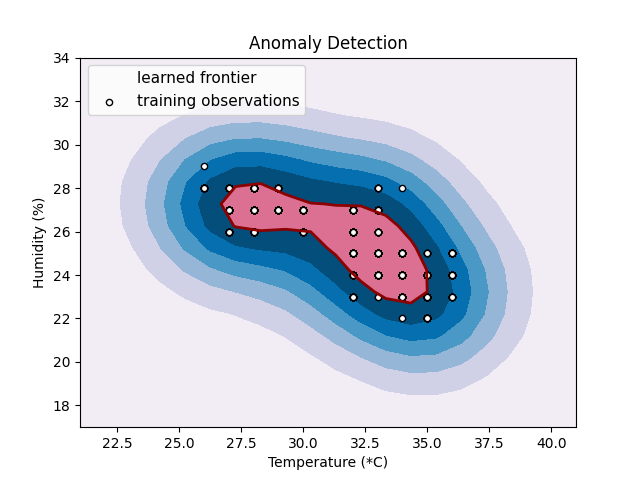 Anomaly Detection
learned frontier
training observations
34
32
30
28
26
24
22
20
18
Humidity (%)
22.5 25.0 27.5 30.0 32.5 35.0 37.5 40.0
Temperature (*C)